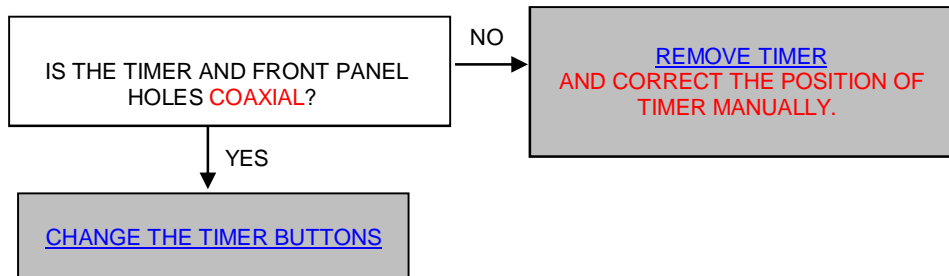 IS THE TIMER AND FRONT PANEL
HOLES COAXIAL?
NO
REMOVE TIMER
AND CORRECT THE POSITION OF
TIMER MANUALLY.
YES
CHANGE THE TIMER BUTTONS